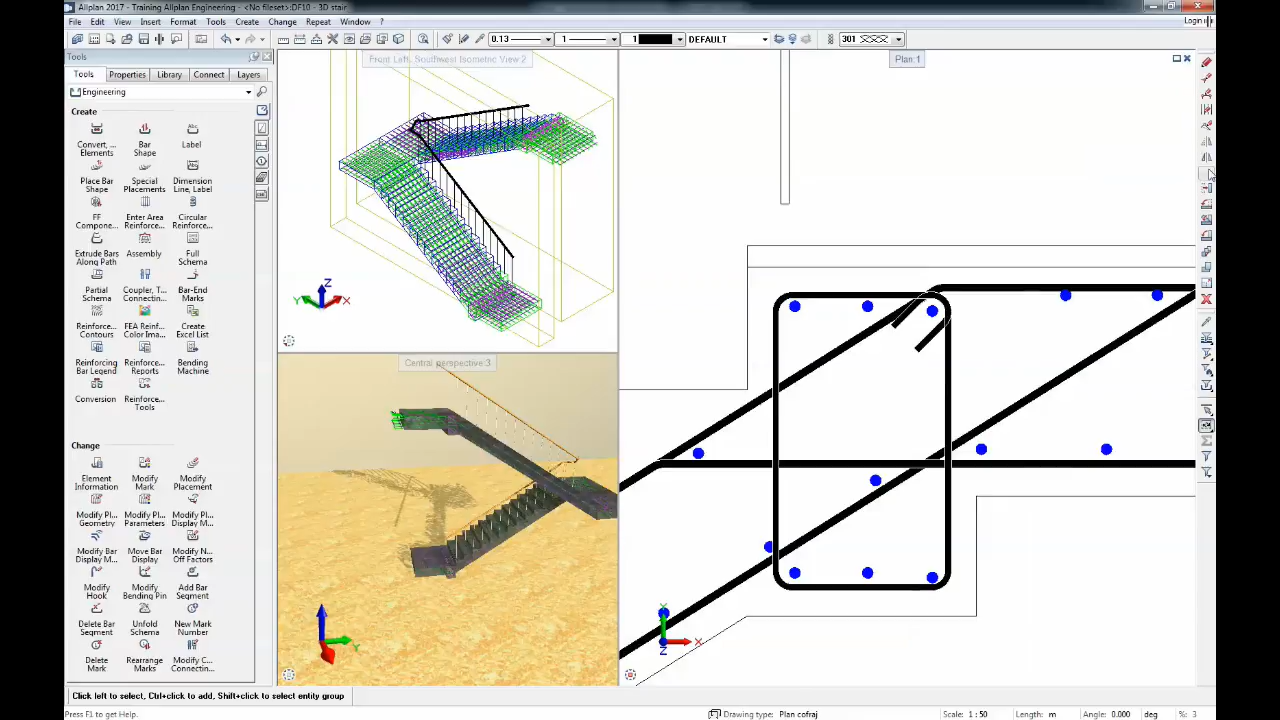 Allplan 2017 - Training Allplan Engineering - <No fileset>:DF10 - 3D stair
File Edit View Insert Format Tools Create Change Repeat Window ?
Login
0.13 1 1 DEFAULT 301
Tools
Tools Properties Library Connect Layers
Engineering
Create
Convert, ... Elements
Bar Shape
Label
Place Bar Shape
Special Placements
Dimension Line, Label
FF Compone...
Enter Area Reinforce...
Circular Reinforce...
Extrude Bars Along Path
Assembly
Full Schema
Partial Schema
Coupler, T... Connectin...
Bar-End Marks
Reinforce... Contours
FEA Reinf... Color Ima...
Create Excel List
Reinforcing Bar Legend
Reinforce... Reports
Bending Machine
Conversion
Reinforce... Tools
Change
Element Information
Modify Mark
Modify Placement
Modify Pl... Geometry
Modify Pl... Parameters
Modify Pl... Display M...
Modify Bar Display M...
Move Bar Display
Modify N... Off Factors
Modify Hook
Modify Bending Pin
Add Bar Segment
Delete Bar Segment
Unfold Schema
New Mark Number
Delete Mark
Rearrange Marks
Modify C... Connectin...
Front Left, Southwest Isometric View 2
Z
Y X
Central perspective:3
Y
Plan:1
Y
X
Z
Click left to select, Ctrl+click to add, Shift+click to select entity group
Press F1 to get Help.
Drawing type: Plan cofraj
Scale: 1 : 50
Length: m
Angle: 0.000 deg
%: 3